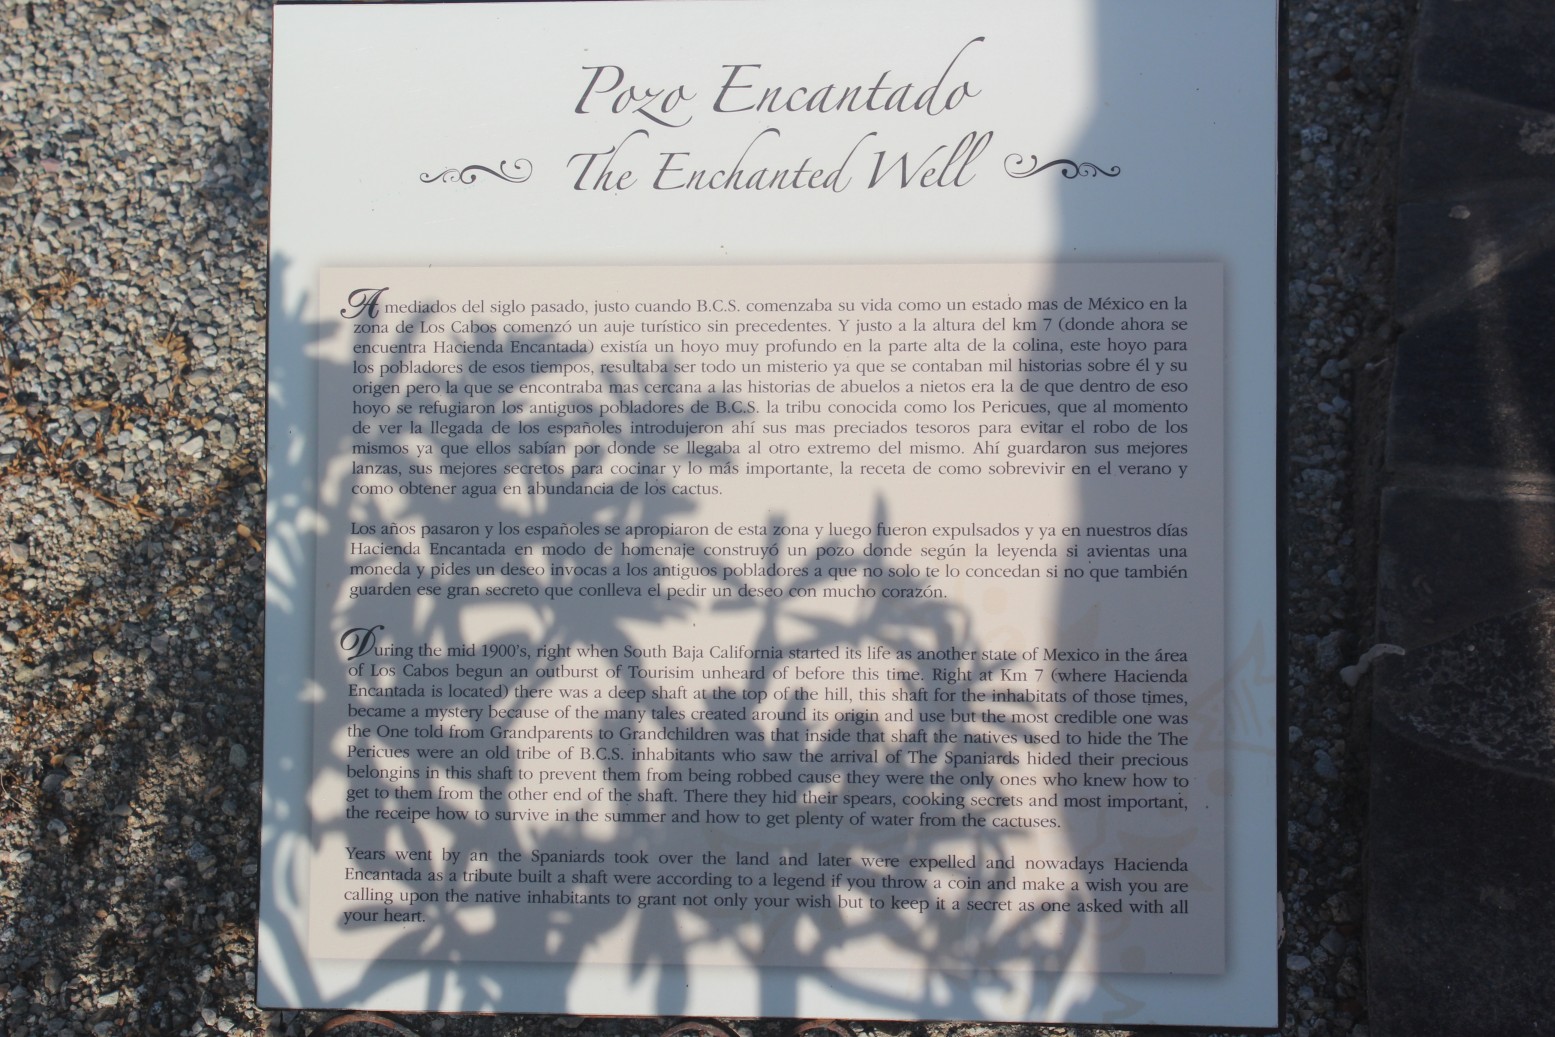 Pozo Encantado
The Enchanted Well
A mediados del siglo pasado, justo cuando B.C.S. comenzaba su vida como un estado mas de México en la
zona de Los Cabos comenzó un auje turístico sin precedentes. Y justo a la altura del km 7 (donde ahora se
encuentra Hacienda Encantada) existía un hoyo muy profundo en la parte alta de la colina, este hoyo para
los pobladores de esos tiempos, resultaba ser todo un misterio ya que se contaban mil historias sobre él y su
origen pero la que se encontraba mas cercana a las historias de abuelos a nietos era la de que dentro de eso
hoyo se refugiaron los antiguos pobladores de B.C.S. la tribu conocida como los Pericues, que al momento
de ver la llegada de los españoles introdujeron ahí sus mas preciados tesoros para evitar el robo de los
mismos ya que ellos sabían por donde se llegaba al otro extremo del mismo. Ahí guardaron sus mejores
lanzas, sus mejores secretos para cocinar y lo más importante, la receta de como sobrevivir en el verano y
como obtener agua en abundancia de los cactus.
Los años pasaron y los españoles se apropiaron de esta zona y luego fueron expulsados y ya en nuestros días
Hacienda Encantada en modo de homenaje construyó un pozo donde según la leyenda si avientas una
moneda y pides un deseo invocas a los antiguos pobladores a que no solo te lo concedan si no que también
guarden ese gran secreto que conlleva el pedir un deseo con mucho corazón.
During the mid 1900's, right when South Baja California started its life as another state of Mexico in the área
of Los Cabos begun an outburst of Tourisim unheard of before this time. Right at Km 7 (where Hacienda
Encantada is located) there was a deep shaft at the top of the hill, this shaft for the inhabitats of those times,
became a mystery because of the many tales created around its origin and use but the most credible one was
the One told from Grandparents to Grandchildren was that inside that shaft the natives used to hide the The
Pericues were an old tribe of B.C.S. inhabitants who saw the arrival of The Spaniards hided their precious
belongins in this shaft to prevent them from being robbed cause they were the only ones who knew how to
get to them from the other end of the shaft. There they hid their spears, cooking secrets and most important,
the receipe how to survive in the summer and how to get plenty of water from the cactuses.
Years went by an the Spaniards took over the land and later were expelled and nowadays Hacienda
Encantada as a tribute built a shaft were according to a legend if you throw a coin and make a wish you are
calling upon the native inhabitants to grant not only your wish but to keep it a secret as one asked with all
your heart.